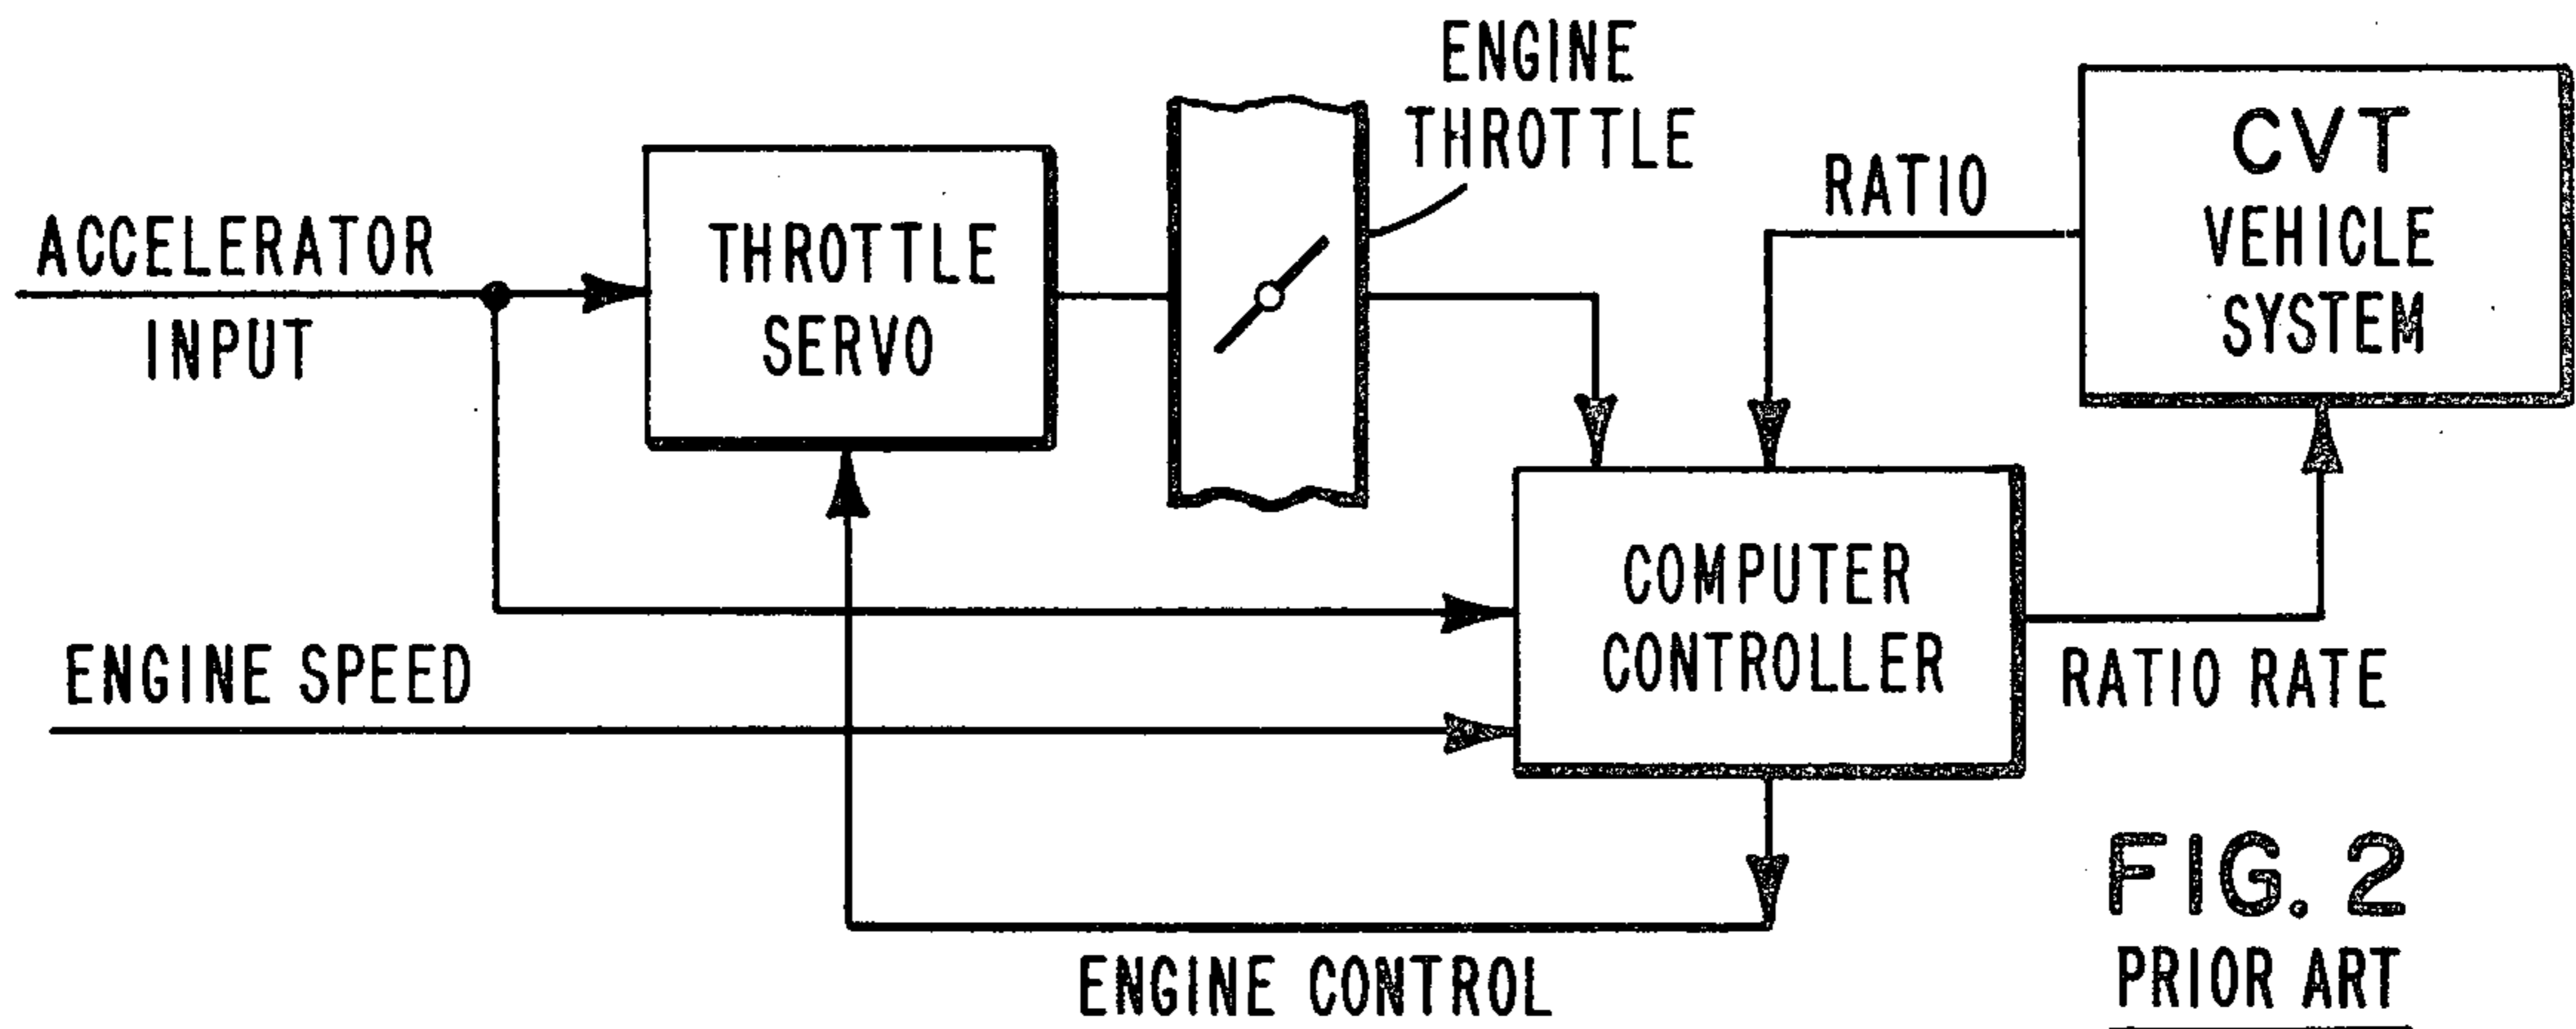 ENGINE
THROTTLE
CVT
VEHICLE
SYSTEM
RATIO
ACCELERATOR
INPUT
THROTTLE
SERVO
COMPUTER
CONTROLLER
ENGINE SPEED
RATIO RATE
ENGINE CONTROL
FIG. 2
PRIOR ART